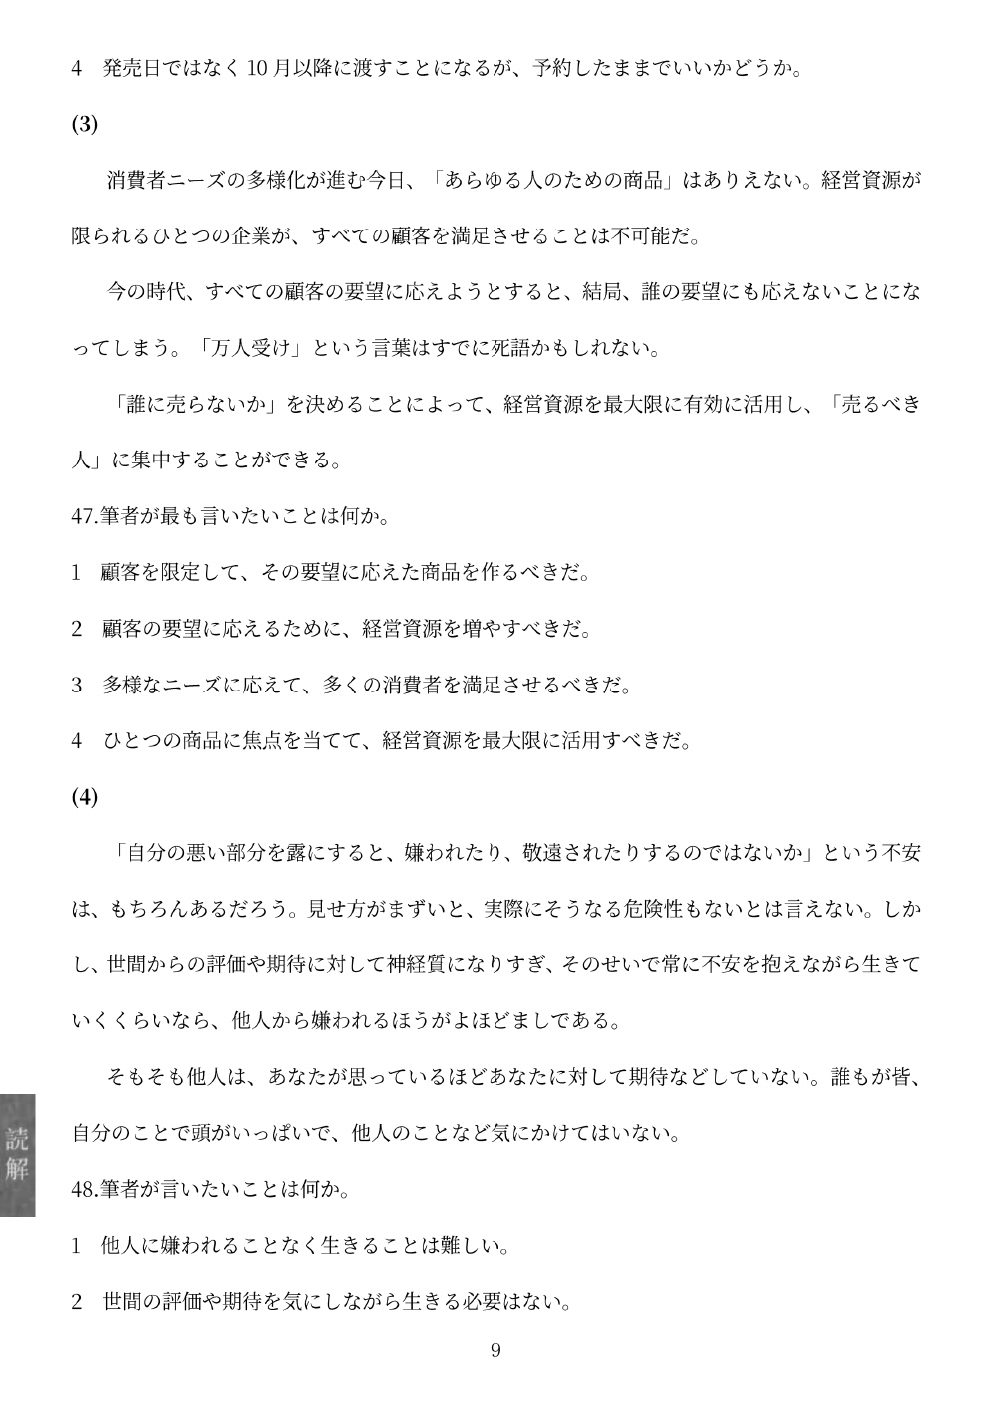 4　発売日ではなく 10 月以降に渡すことになるが、予約したままでいいかどうか。
(3)
消費者ニーズの多様化が進む今日、「あらゆる人のための商品」はありえない。経営資源が
限られるひとつの企業が、すべての顧客を満足させることは不可能だ。
今の時代、すべての顧客の要望に応えようとすると、結局、誰の要望にも応えないことにな
ってしまう。「万人受け」という言葉はすでに死語かもしれない。
「誰に売らないか」を決めることによって、経営資源を最大限に有効に活用し、「売るべき
人」に集中することができる。
47.筆者が最も言いたいことは何か。
1　顧客を限定して、その要望に応えた商品を作るべきだ。
2　顧客の要望に応えるために、経営資源を増やすべきだ。
3　多様なニーズに応えて、多くの消費者を満足させるべきだ。
4　ひとつの商品に焦点を当てて、経営資源を最大限に活用すべきだ。
(4)
「自分の悪い部分を露にすると、嫌われたり、敬遠されたりするのではないか」という不安
は、もちろんあるだろう。見せ方がまずいと、実際にそうなる危険性もないとは言えない。しか
し、世間からの評価や期待に対して神経質になりすぎ、そのせいで常に不安を抱えながら生きて
いくくらいなら、他人から嫌われるほうがよほどましである。
そもそも他人は、あなたが思っているほどあなたに対して期待などしていない。誰もが皆、
自分のことで頭がいっぱいで、他人のことなど気にかけてはいない。
読解
48.筆者が言いたいことは何か。
1　他人に嫌われることなく生きることは難しい。
2　世間の評価や期待を気にしながら生きる必要はない。
9